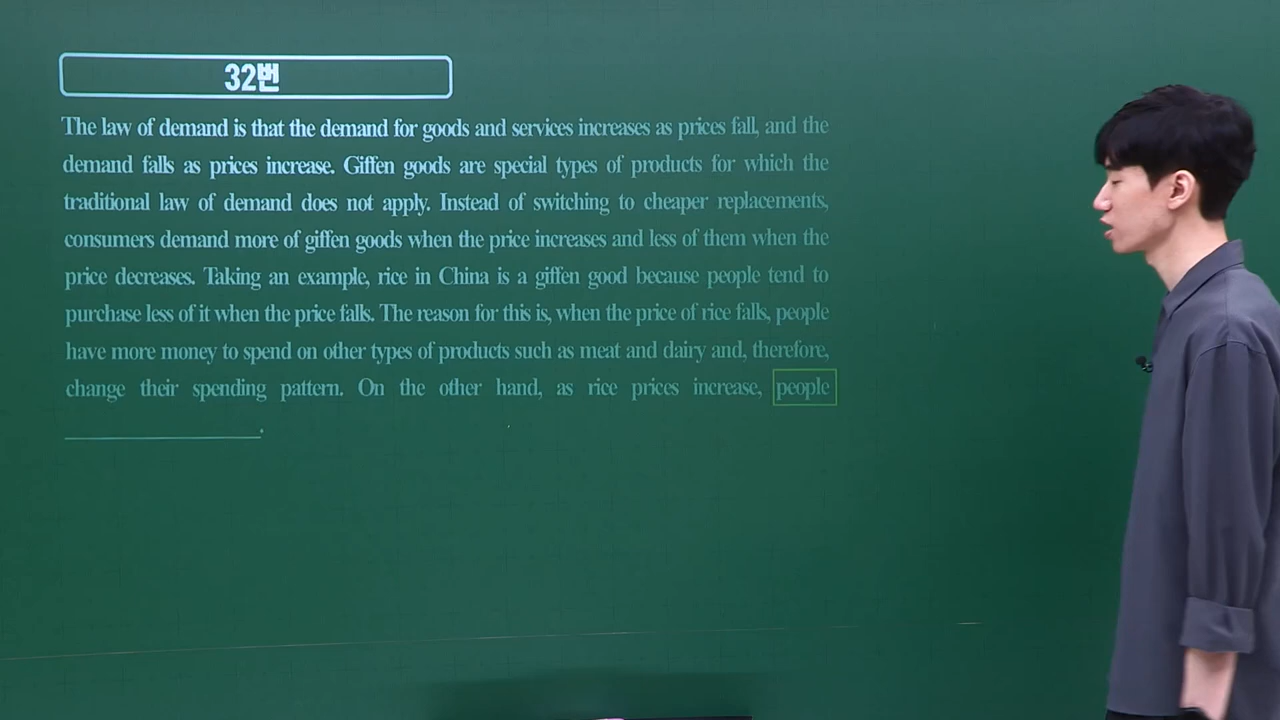 32번
The law of demand is that the demand for goods and services increases as prices fall, and the
demand falls as prices increase. Giffen goods are special types of products for which the
traditional law of demand does not apply. Instead of switching to cheaper replacements,
consumers demand more of giffen goods when the price increases and less of them when the
price decreases. Taking an example, rice in China is a giffen good because people tend to
purchase less of it when the price falls. The reason for this is, when the price of rice falls, people
have more money to spend on other types of products such as meat and dairy and, therefore,
change their spending pattern. On the other hand, as rice prices increase, people
____________.